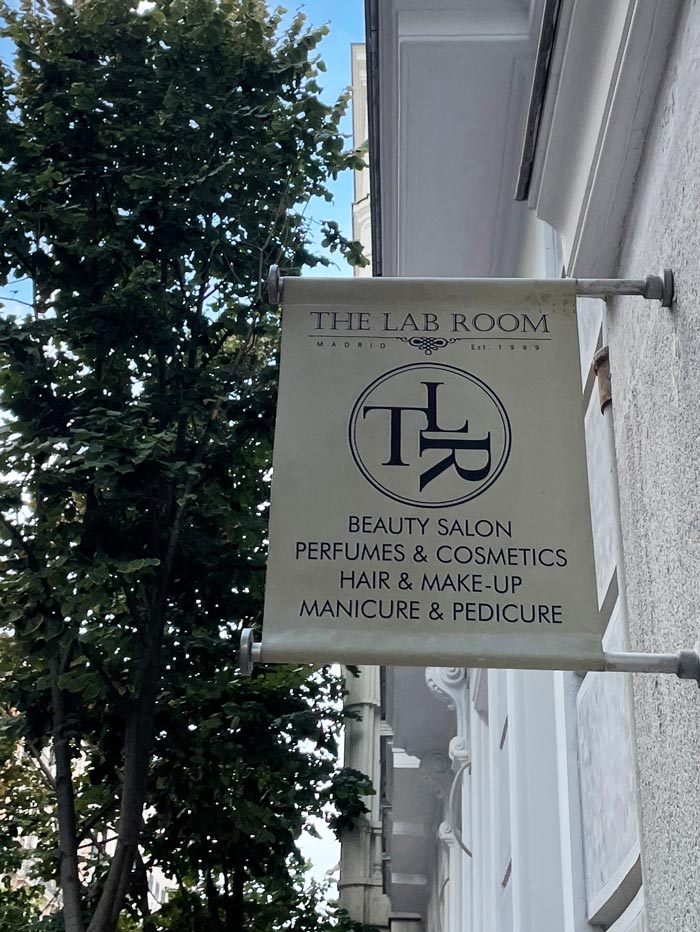 THE LAB ROOM
MADRID Est. 1999
TLR
BEAUTY SALON
PERFUMES & COSMETICS
HAIR & MAKE-UP
MANICURE & PEDICURE